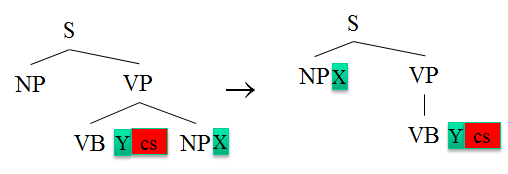 S S
NP VP → NP X VP
VB Y cs NP X VB Y cs